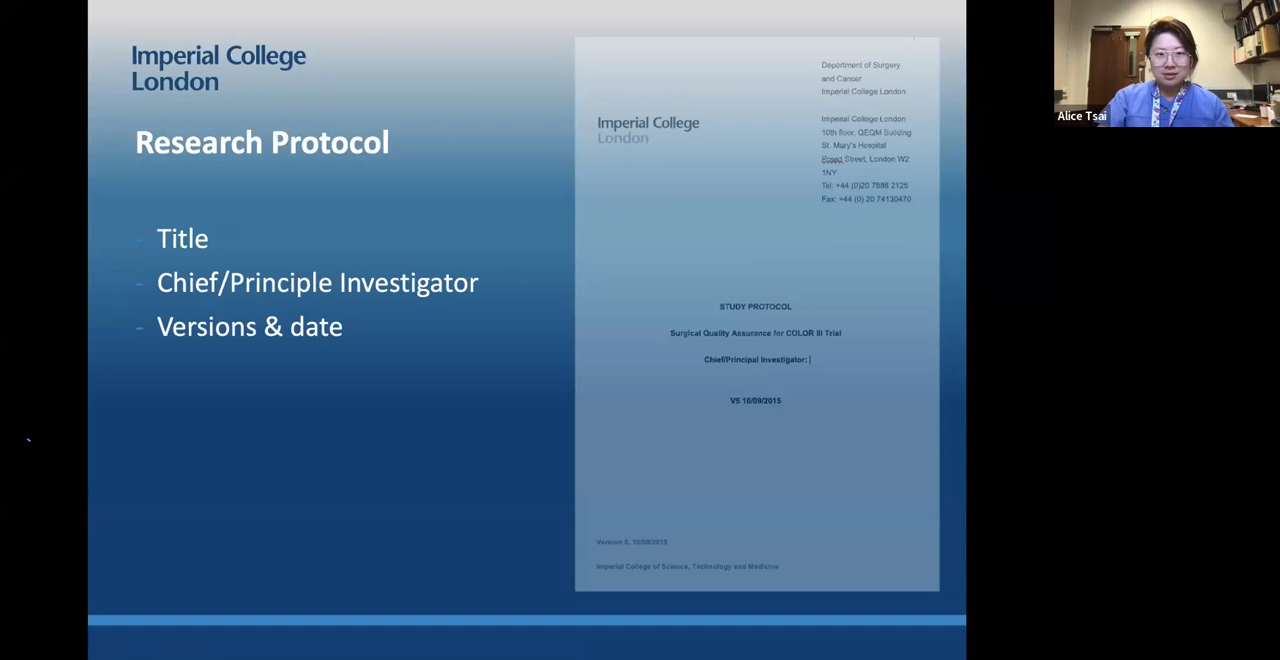 Imperial College
London
Research Protocol
- Title
- Chief/Principle Investigator
- Versions & date
Department of Surgery
and Cancer
Imperial College London
Imperial College London
10th floor, QEQM Building
St. Mary's Hospital
Praed Street, London W2
1NY
Tel: +44 (0)20 7886 2125
Fax: +44 (0) 20 74130470
Imperial College
London
STUDY PROTOCOL
Surgical Quality Assurance for COLOR III Trial
Chief/Principal Investigator:
V5 10/09/2015
Version 5, 10/09/2015
Imperial College of Science, Technology and Medicine
Alice Tsai